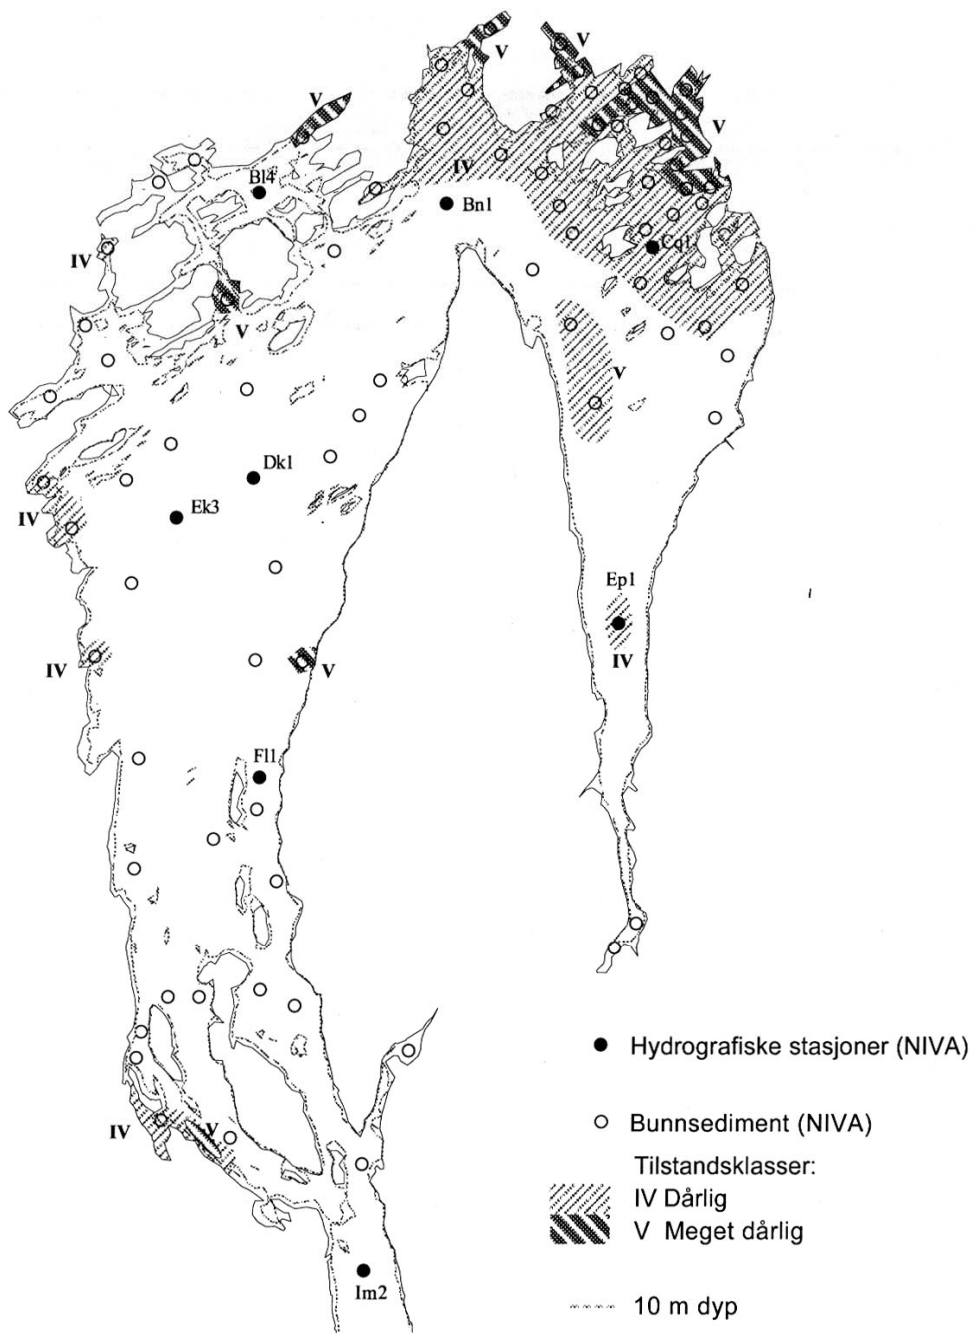 V
V
V
V
IV
Bl4
Bn1
Cq1
IV
V
V
Dk1
IV
Ek3
Ep1
IV
IV
V
Fl1
IV
V
Im2
Hydrografiske stasjoner (NIVA)
Bunnsediment (NIVA)
Tilstandsklasser:
IV Dårlig
V Meget dårlig
10 m dyp